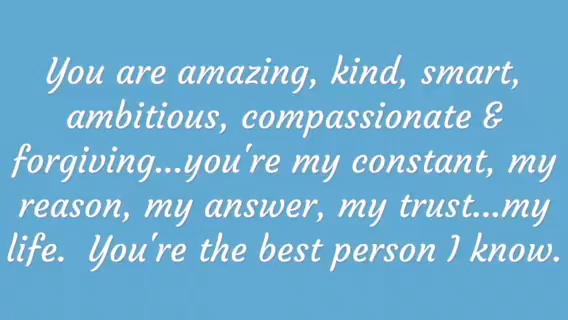 You are amazing, kind, smart,
ambitious, compassionate &
forgiving...you're my constant, my
reason, my answer, my trust...my
life.  You're the best person I know.